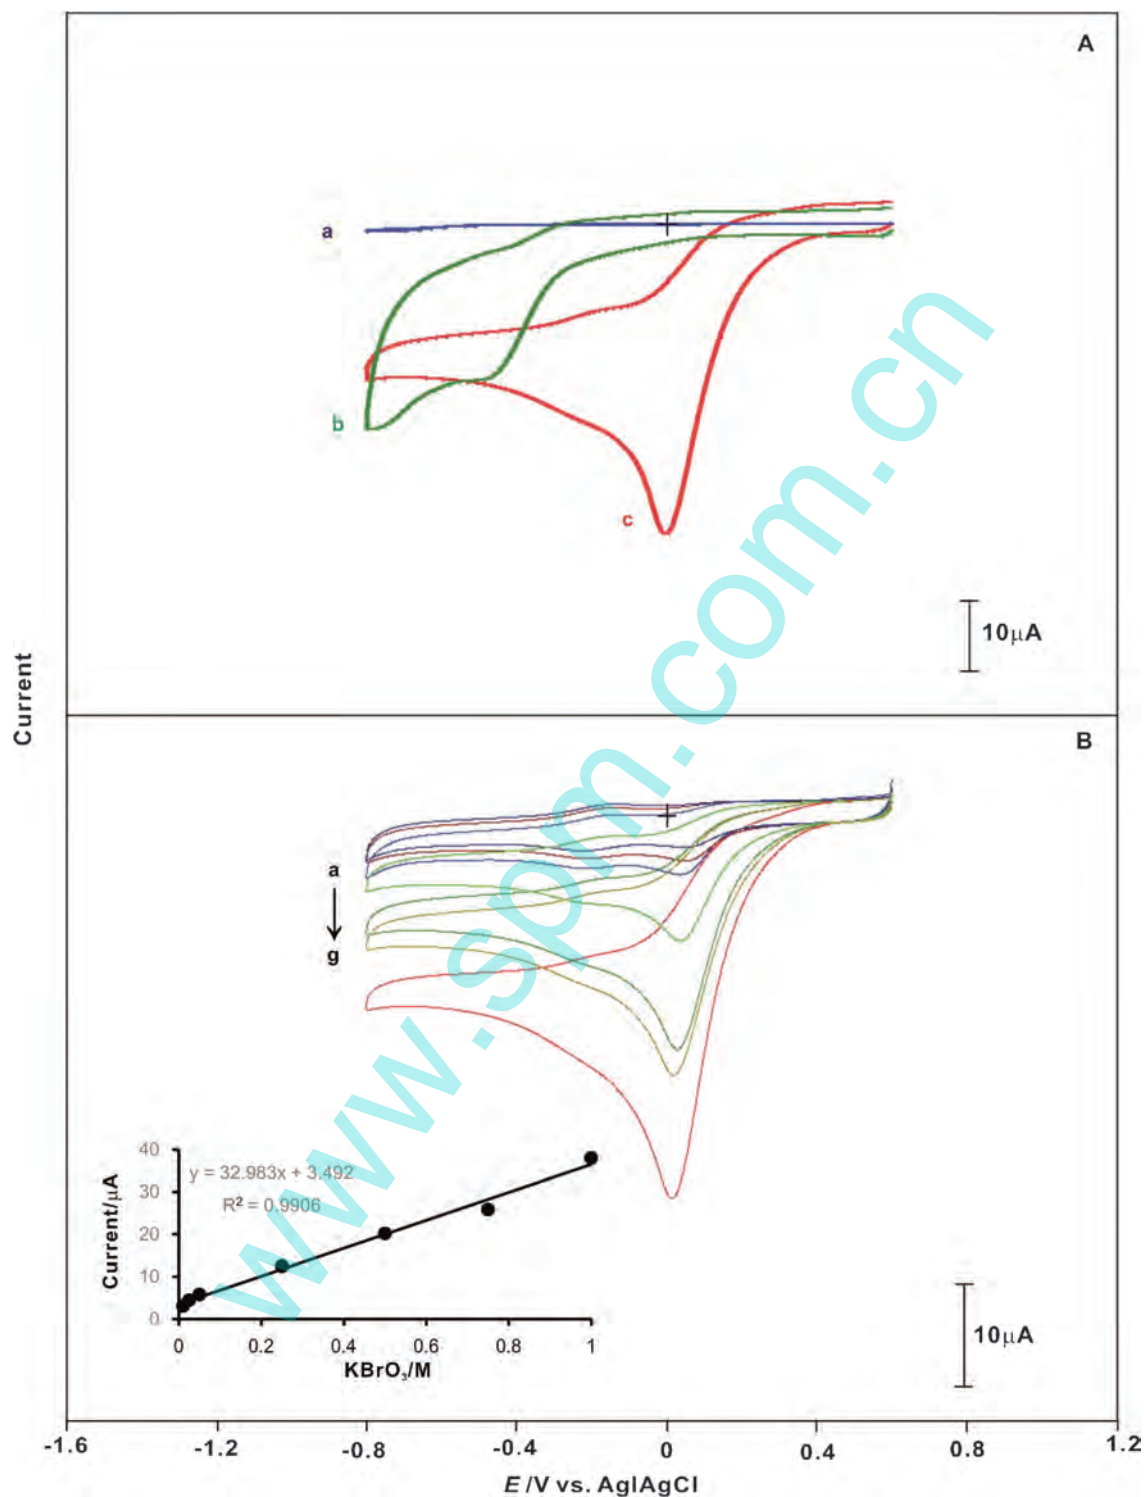 A
a
b
c
10μA
Current
B
a
g
40
30
20
10
0
Current/μA
y = 32.983x + 3.492
R² = 0.9906
0 0.2 0.4 0.6 0.8 1
KBrO₃/M
10μA
-1.6 -1.2 -0.8 -0.4 0 0.4 0.8 1.2
E /V vs. Ag|AgCl
www.spm.com.cn